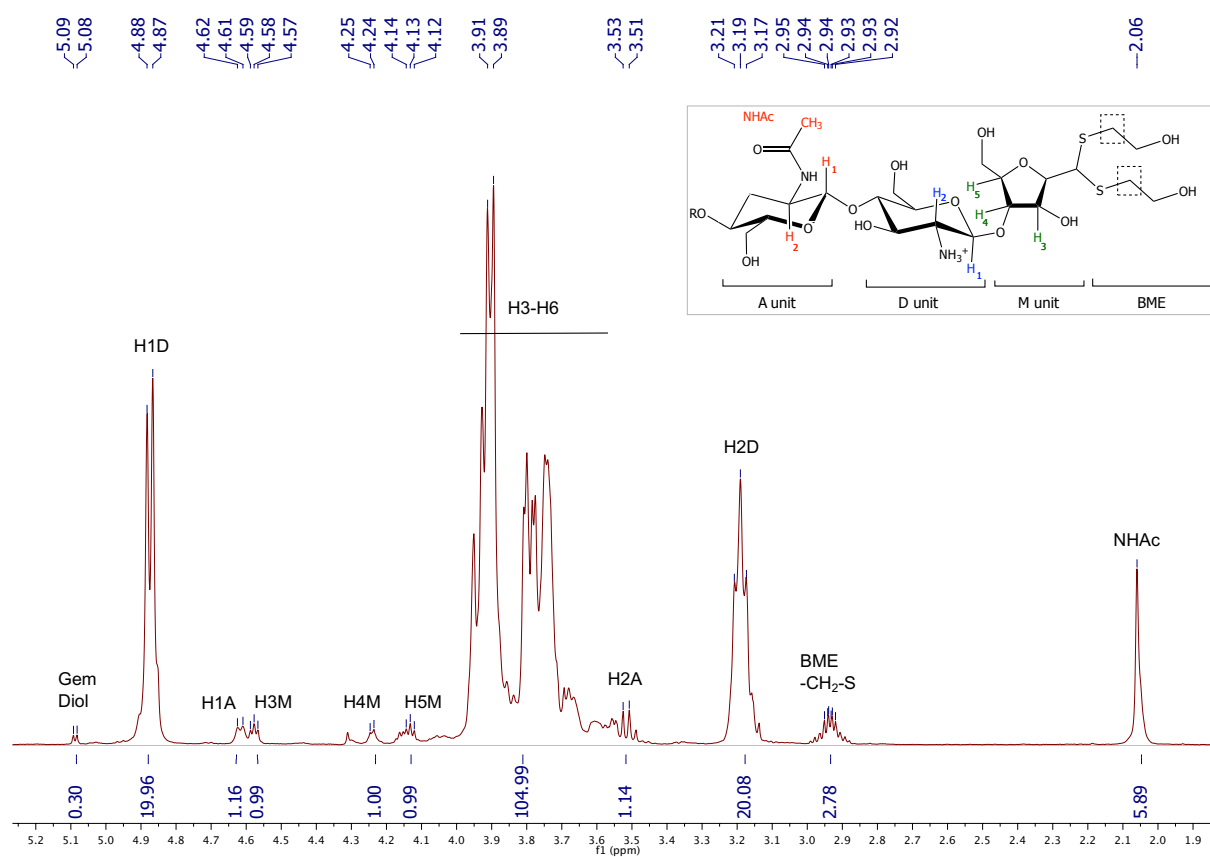 5.09 5.08 4.88 4.87 4.62 4.61 4.59 4.58 4.57 4.25 4.24 4.14 4.13 4.12 3.91 3.89 3.53 3.51 3.21 3.19 3.17 2.95 2.94 2.94 2.93 2.93 2.92 2.06
NHAc
CH3
O
NH
H1
RO
O
OH
H2
O
OH
HO
H2
O
NH3+
H1
O
OH
O
H5
H4
H3
OH
S
OH
S
OH
A unit
D unit
M unit
BME
H1D
H3-H6
H2D
NHAc
Gem
Diol
H1A
H3M
H4M
H5M
H2A
BME
-CH2-S
0.30 19.96 1.16 0.99 1.00 0.99 104.99 1.14 20.08 2.78 5.89
5.2 5.1 5.0 4.9 4.8 4.7 4.6 4.5 4.4 4.3 4.2 4.1 4.0 3.9 3.8 3.7 3.6 3.5 3.4 3.3 3.2 3.1 3.0 2.9 2.8 2.7 2.6 2.5 2.4 2.3 2.2 2.1 2.0 1.9
f1 (ppm)